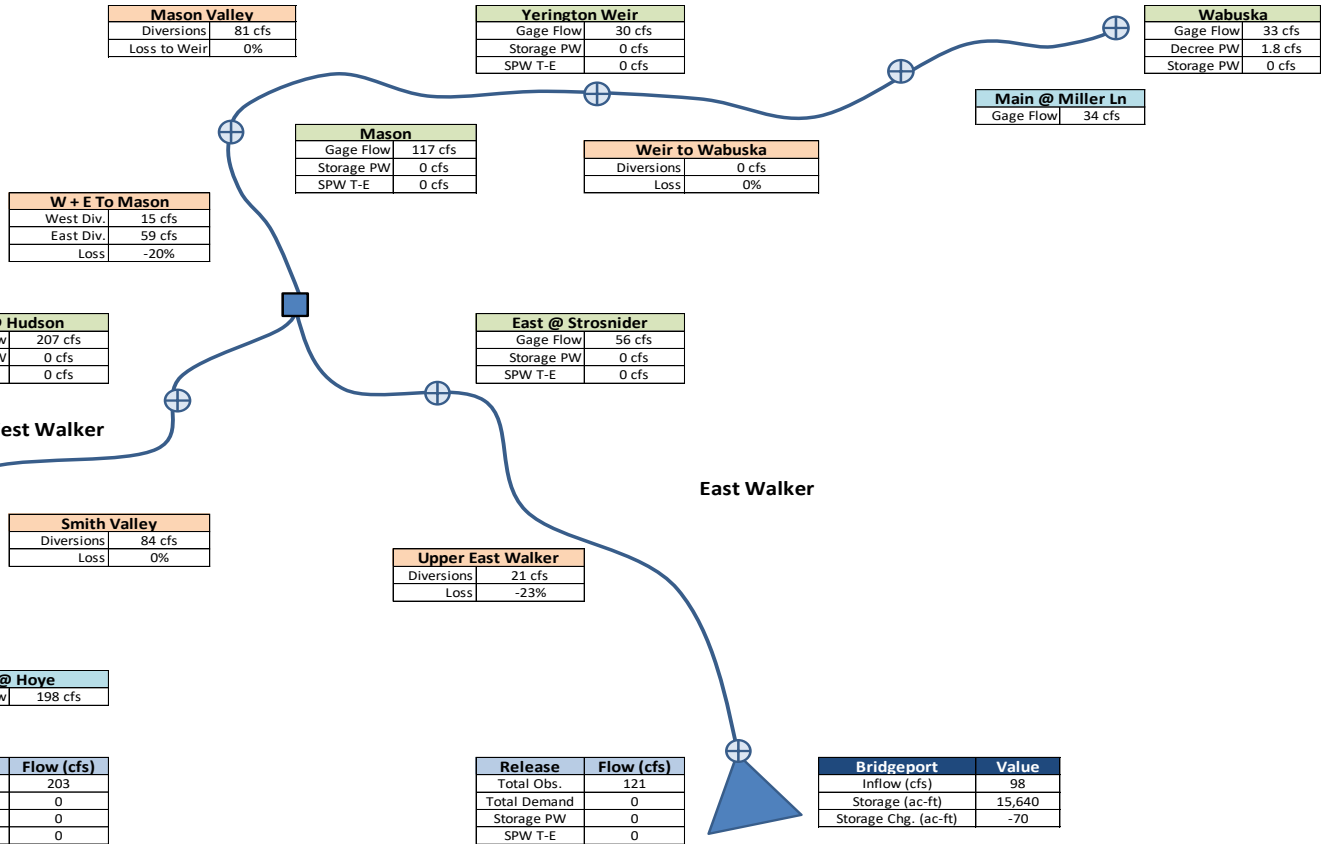 Mason Valley
Diversions 81 cfs
Loss to Weir 0%
Yerington Weir
Gage Flow 30 cfs
Storage PW 0 cfs
SPW T-E 0 cfs
Wabuska
Gage Flow 33 cfs
Decree PW 1.8 cfs
Storage PW 0 cfs
Main @ Miller Ln
Gage Flow 34 cfs
Mason
Gage Flow 117 cfs
Storage PW 0 cfs
SPW T-E 0 cfs
Weir to Wabuska
Diversions 0 cfs
Loss 0%
W + E To Mason
West Div. 15 cfs
East Div. 59 cfs
Loss -20%
Hudson
w 207 cfs
W 0 cfs
0 cfs
East @ Strosnider
Gage Flow 56 cfs
Storage PW 0 cfs
SPW T-E 0 cfs
est Walker
East Walker
Smith Valley
Diversions 84 cfs
Loss 0%
Upper East Walker
Diversions 21 cfs
Loss -23%
@ Hoye
w 198 cfs
Flow (cfs)
203
0
0
0
Release Flow (cfs)
Total Obs. 121
Total Demand 0
Storage PW 0
SPW T-E 0
Bridgeport Value
Inflow (cfs) 98
Storage (ac-ft) 15,640
Storage Chg. (ac-ft) -70